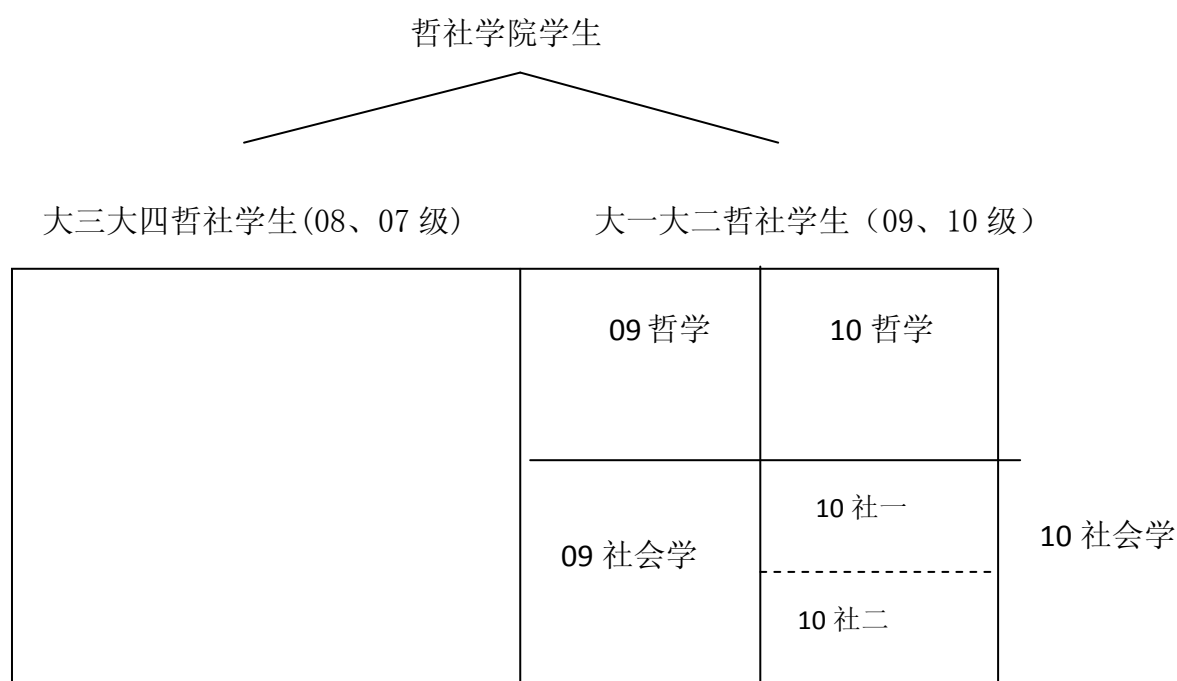 哲社学院学生
大三大四哲社学生(08、07 级)
大一大二哲社学生（09、10 级）
09 哲学
10 哲学
10 社一
10 社会学
09 社会学
10 社二